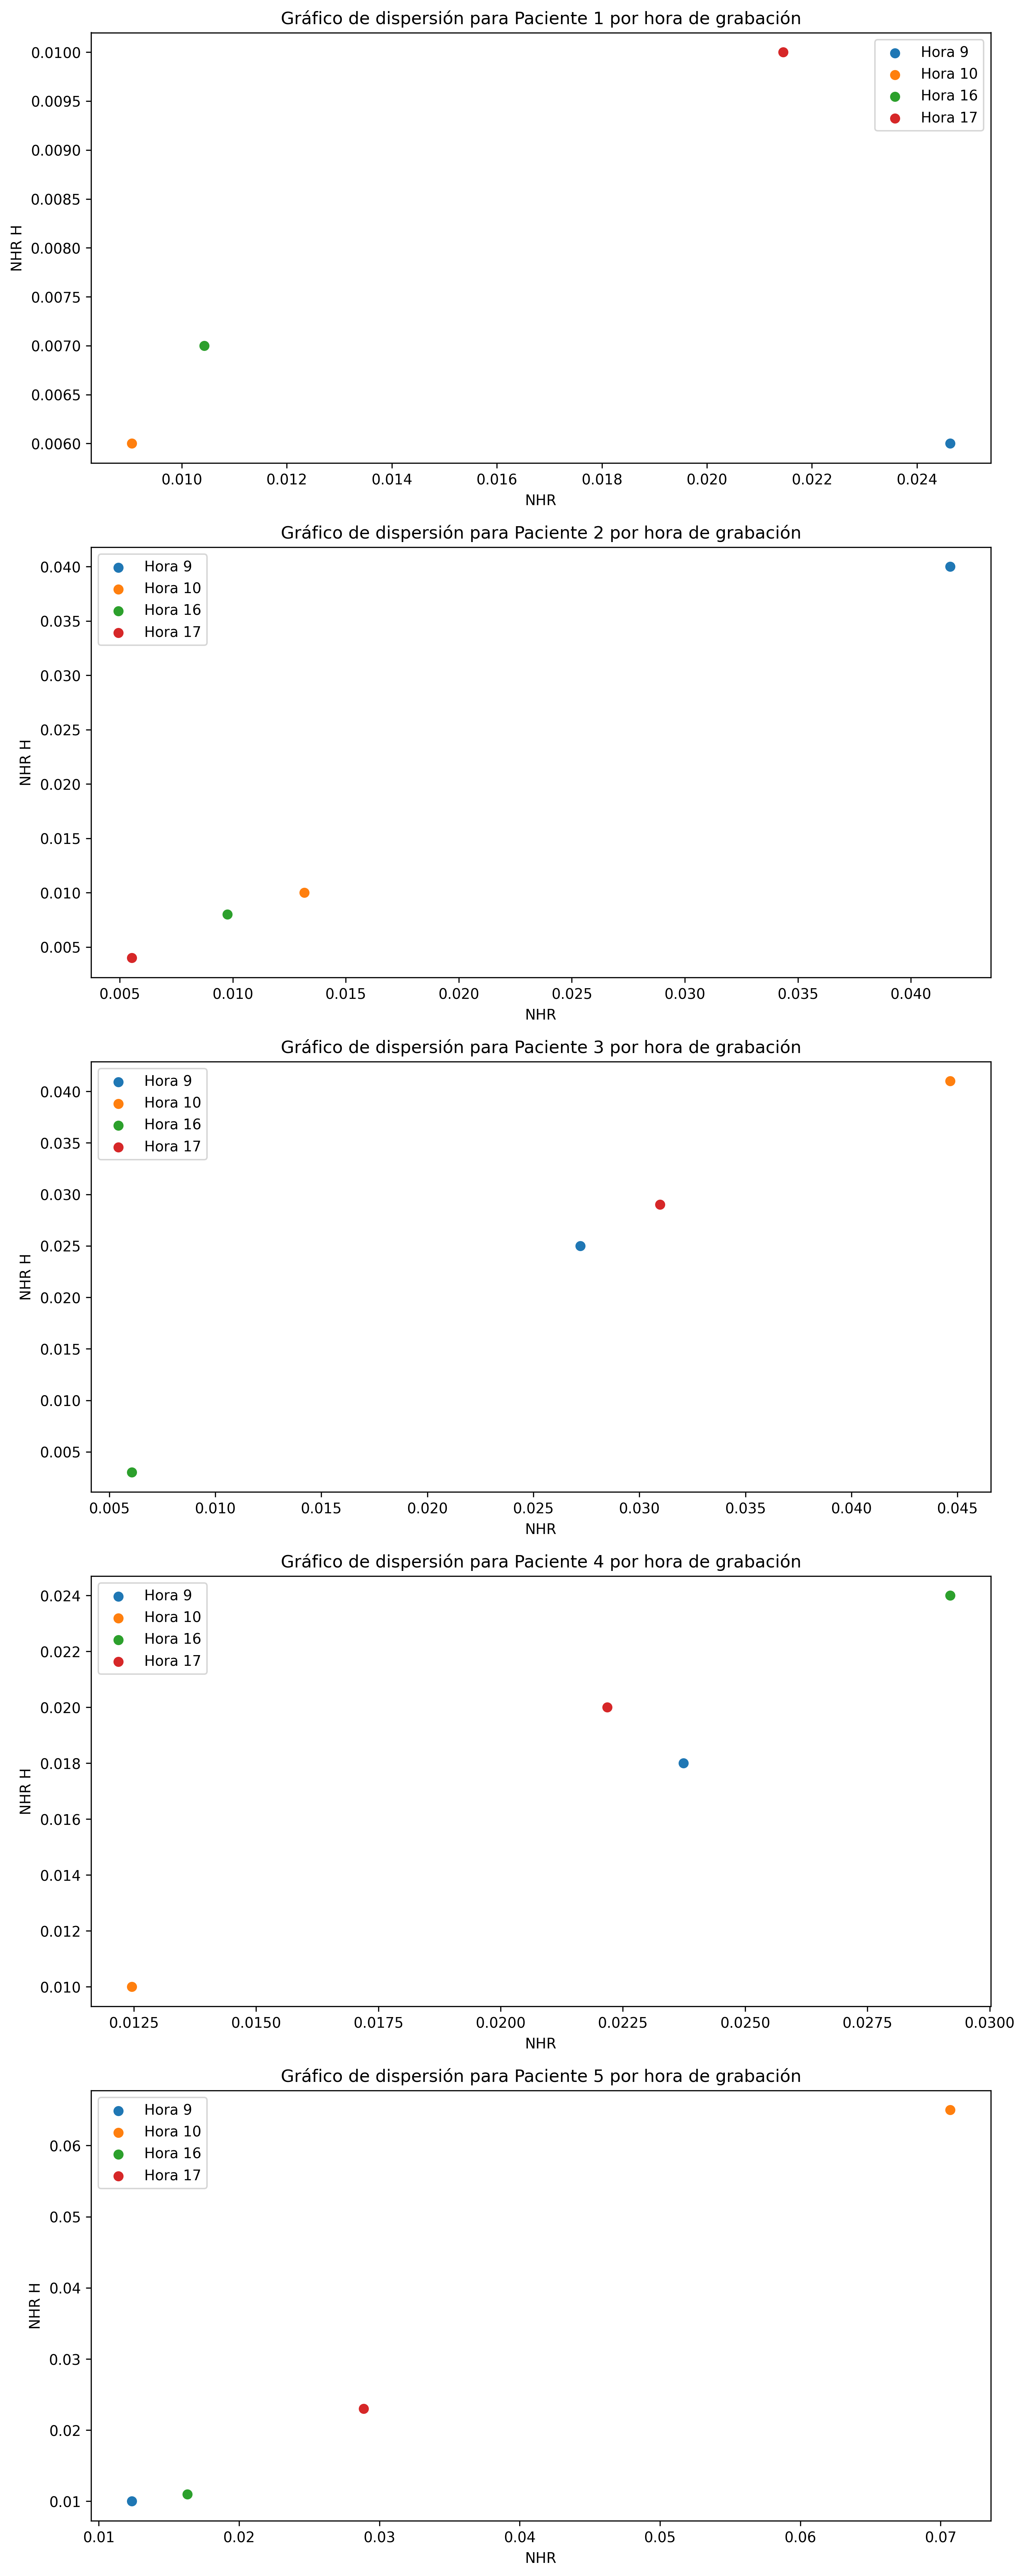 Gráfico de dispersión para Paciente 1 por hora de grabación
0.0100
0.0095
0.0090
0.0085
0.0080
0.0075
0.0070
0.0065
0.0060
NHR H
Hora 9
Hora 10
Hora 16
Hora 17
0.010 0.012 0.014 0.016 0.018 0.020 0.022 0.024
NHR
Gráfico de dispersión para Paciente 2 por hora de grabación
0.040
0.035
0.030
0.025
0.020
0.015
0.010
0.005
NHR H
Hora 9
Hora 10
Hora 16
Hora 17
0.005 0.010 0.015 0.020 0.025 0.030 0.035 0.040
NHR
Gráfico de dispersión para Paciente 3 por hora de grabación
0.040
0.035
0.030
0.025
0.020
0.015
0.010
0.005
NHR H
Hora 9
Hora 10
Hora 16
Hora 17
0.005 0.010 0.015 0.020 0.025 0.030 0.035 0.040 0.045
NHR
Gráfico de dispersión para Paciente 4 por hora de grabación
0.024
0.022
0.020
0.018
0.016
0.014
0.012
0.010
NHR H
Hora 9
Hora 10
Hora 16
Hora 17
0.0125 0.0150 0.0175 0.0200 0.0225 0.0250 0.0275 0.0300
NHR
Gráfico de dispersión para Paciente 5 por hora de grabación
0.06
0.05
0.04
0.03
0.02
0.01
NHR H
Hora 9
Hora 10
Hora 16
Hora 17
0.01 0.02 0.03 0.04 0.05 0.06 0.07
NHR